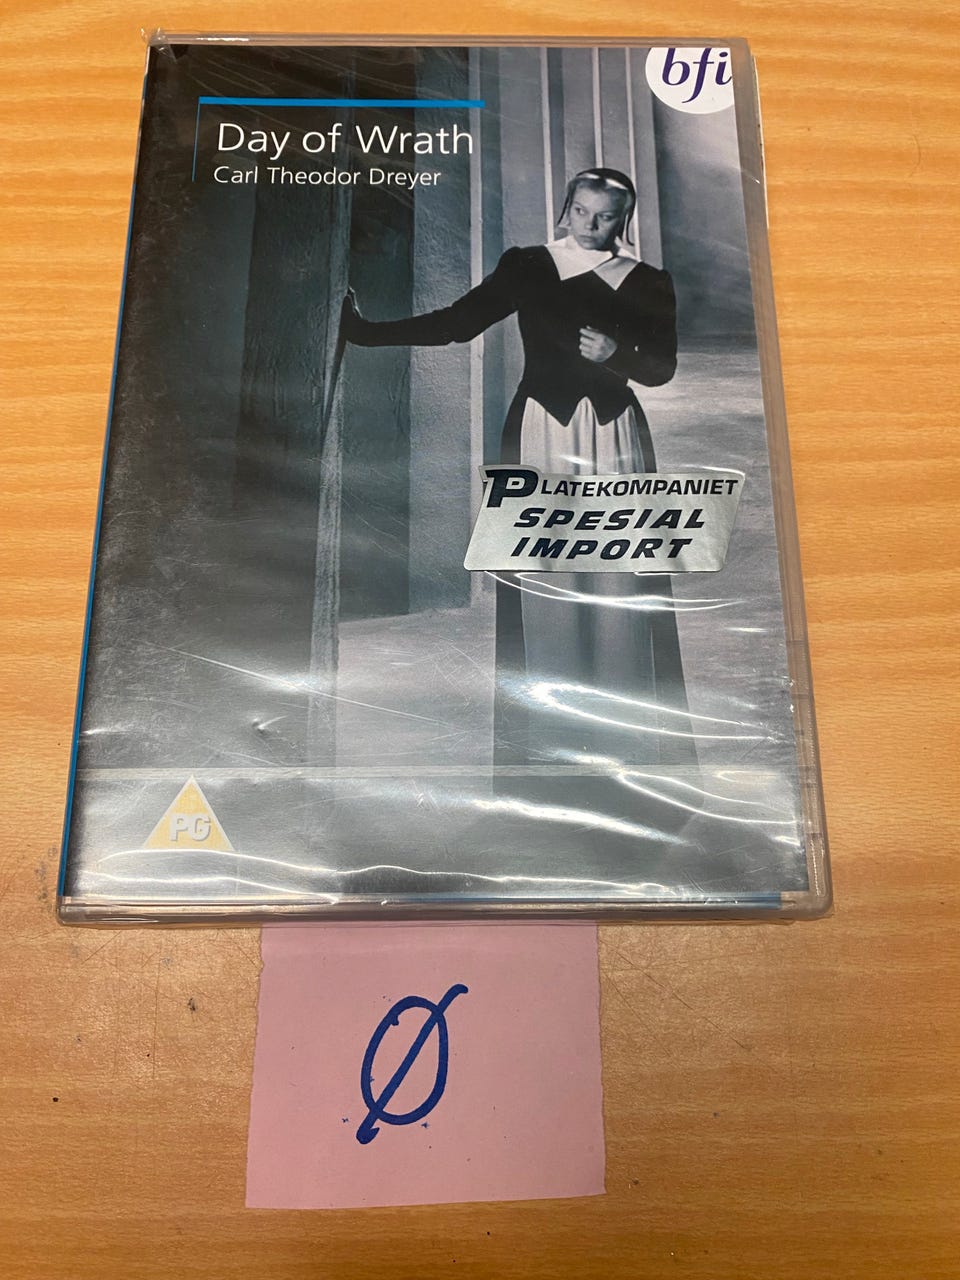 bfi
Day of Wrath
Carl Theodor Dreyer
PLATEKOMPANIET
SPESIAL
IMPORT
PG
Ø